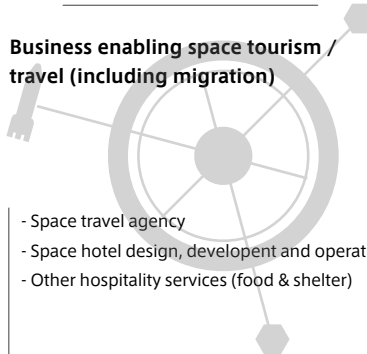 Business enabling space tourism /
travel (including migration)
- Space travel agency
- Space hotel design, developent and operat
- Other hospitality services (food & shelter)